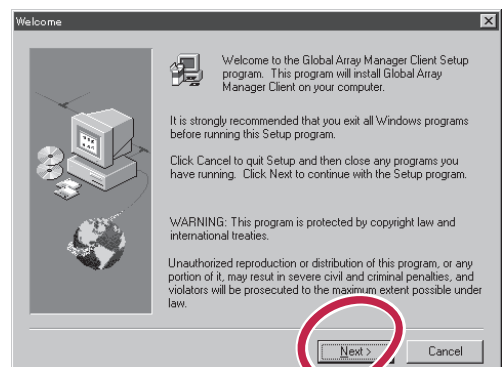 Welcome
Welcome to the Global Array Manager Client Setup
program. This program will install Global Array
Manager Client on your computer.
It is strongly recommended that you exit all Windows programs
before running this Setup program.
Click Cancel to quit Setup and then close any programs you
have running. Click Next to continue with the Setup program.
WARNING: This program is protected by copyright law and
international treaties.
Unauthorized reproduction or distribution of this program, or any
portion of it, may result in severe civil and criminal penalties, and
violators will be prosecuted to the maximum extent possible under
law.
Next >
Cancel